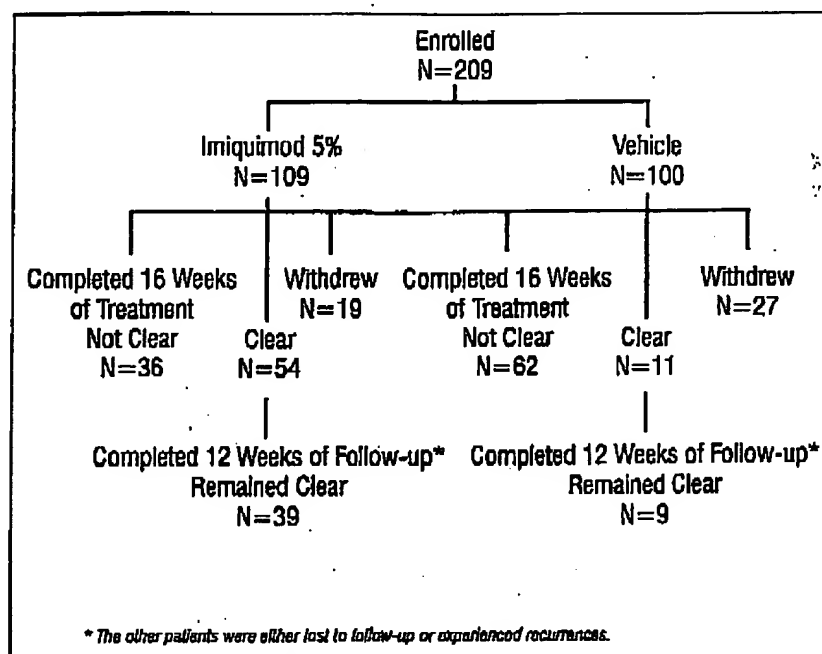 Enrolled
N=209
Imiquimod 5%
N=109
Vehicle
N=100
Completed 16 Weeks
of Treatment
Not Clear
N=36
Clear
N=54
Withdrew
N=19
Completed 16 Weeks
of Treatment
Not Clear
N=62
Clear
N=11
Withdrew
N=27
Completed 12 Weeks of Follow-up*
Remained Clear
N=39
Completed 12 Weeks of Follow-up*
Remained Clear
N=9
* The other patients were either lost to follow-up or experienced recurrences.